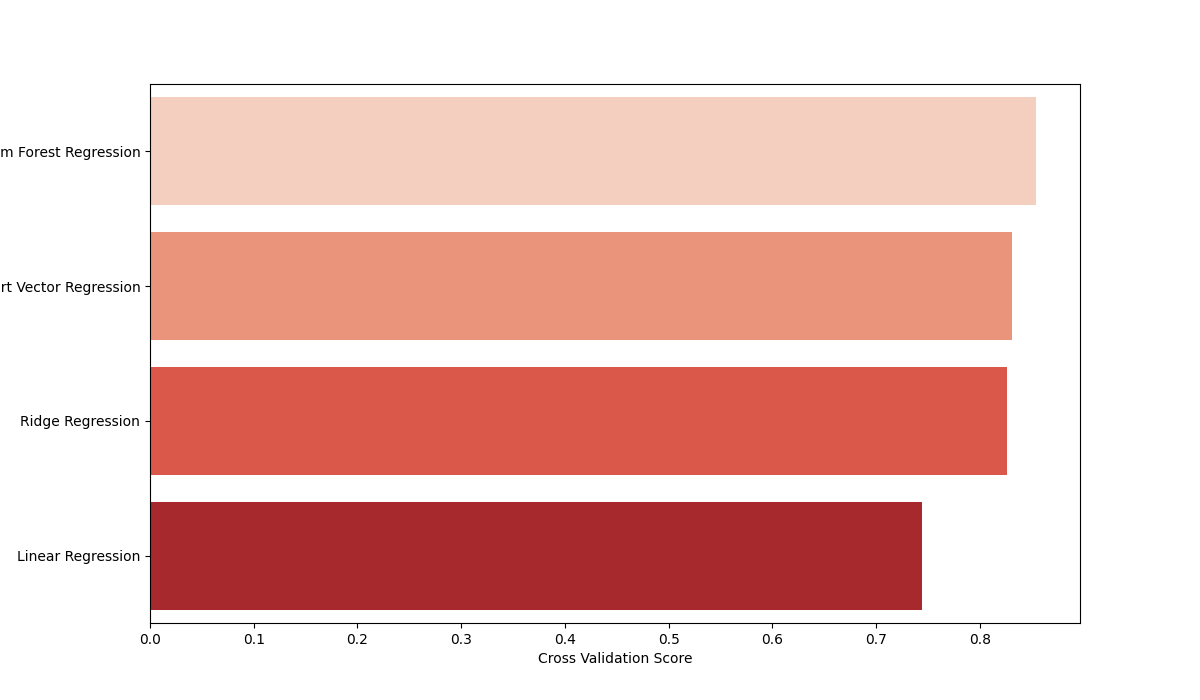 m Forest Regression
rt Vector Regression
Ridge Regression
Linear Regression
0.0 0.1 0.2 0.3 0.4 0.5 0.6 0.7 0.8
Cross Validation Score